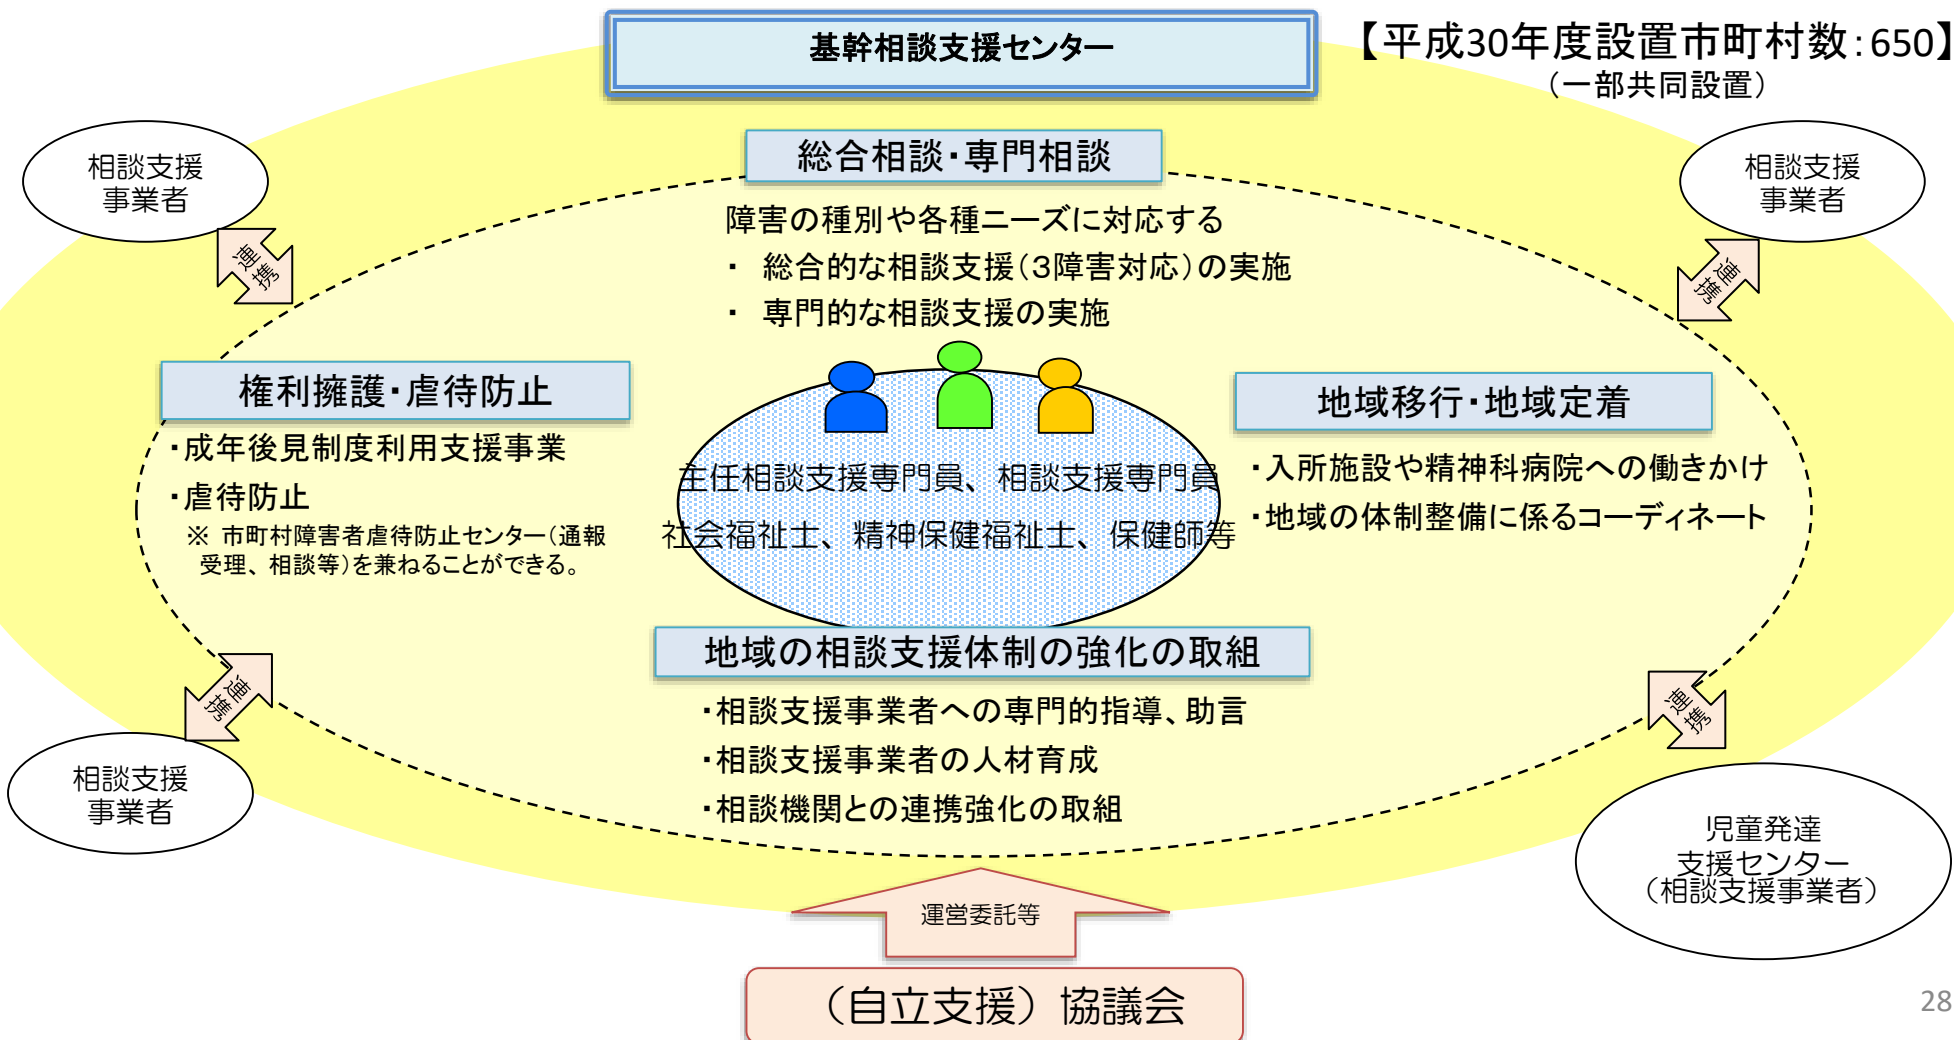 基幹相談支援センター
【平成30年度設置市町村数：650】
（一部共同設置）
相談支援
事業者
連携
総合相談・専門相談
障害の種別や各種ニーズに対応する
・ 総合的な相談支援（3障害対応）の実施
・ 専門的な相談支援の実施
相談支援
事業者
連携
権利擁護・虐待防止
・成年後見制度利用支援事業
・虐待防止
※ 市町村障害者虐待防止センター（通報
受理、相談等）を兼ねることができる。
主任相談支援専門員、相談支援専門員
社会福祉士、精神保健福祉士、保健師等
地域移行・地域定着
・入所施設や精神科病院への働きかけ
・地域の体制整備に係るコーディネート
地域の相談支援体制の強化の取組
・相談支援事業者への専門的指導、助言
・相談支援事業者の人材育成
・相談機関との連携強化の取組
連携
相談支援
事業者
連携
児童発達
支援センター
（相談支援事業者）
運営委託等
（自立支援）協議会
28